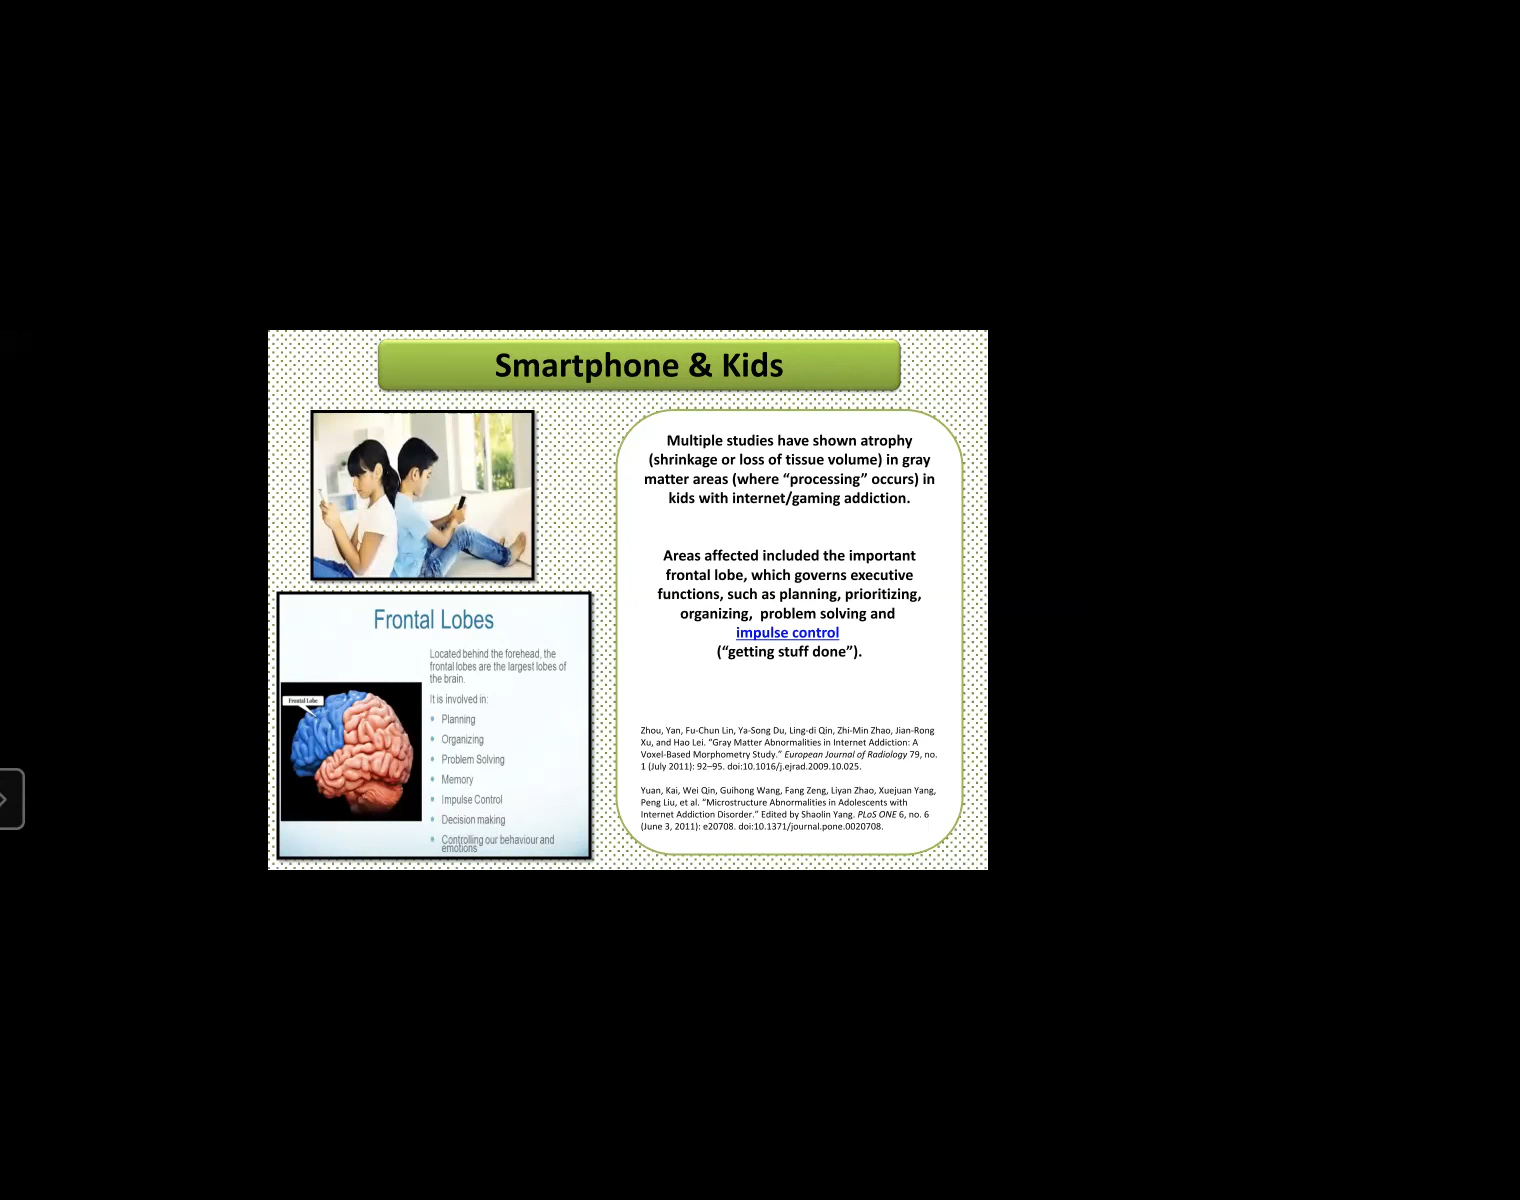 Smartphone & Kids
Multiple studies have shown atrophy
(shrinkage or loss of tissue volume) in gray
matter areas (where “processing” occurs) in
kids with internet/gaming addiction.
Areas affected included the important
frontal lobe, which governs executive
functions, such as planning, prioritizing,
organizing,  problem solving and
impulse control
(“getting stuff done”).
Zhou, Yan, Fu-Chun Lin, Ya-Song Du, Ling-di Qin, Zhi-Min Zhao, Jian-Rong
Xu, and Hao Lei. “Gray Matter Abnormalities in Internet Addiction: A
Voxel-Based Morphometry Study.” European Journal of Radiology 79, no.
1 (July 2011): 92–95. doi:10.1016/j.ejrad.2009.10.025.
Yuan, Kai, Wei Qin, Guihong Wang, Fang Zeng, Liyan Zhao, Xuejuan Yang,
Peng Liu, et al. “Microstructure Abnormalities in Adolescents with
Internet Addiction Disorder.” Edited by Shaolin Yang. PLoS ONE 6, no. 6
(June 3, 2011): e20708. doi:10.1371/journal.pone.0020708.
Frontal Lobes
Located behind the forehead, the
frontal lobes are the largest lobes of
the brain.
It is involved in:
• Planning
• Organizing
• Problem Solving
• Memory
• Impulse Control
• Decision making
• Controlling our behaviour and
emotions
Frontal Lobe